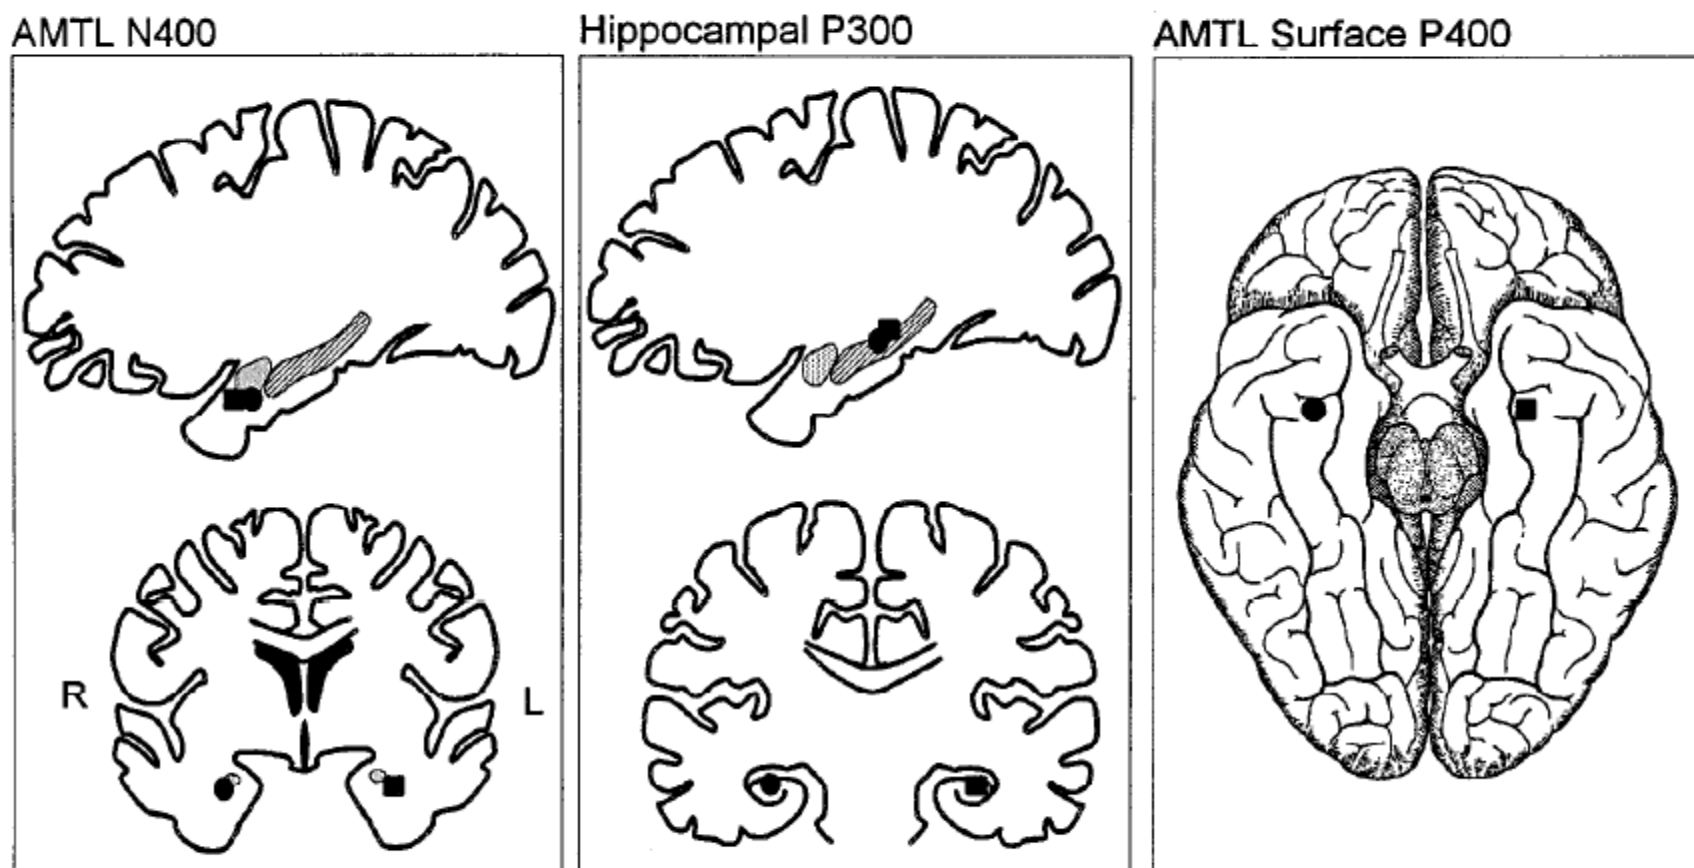 AMTL N400
Hippocampal P300
AMTL Surface P400
R
L